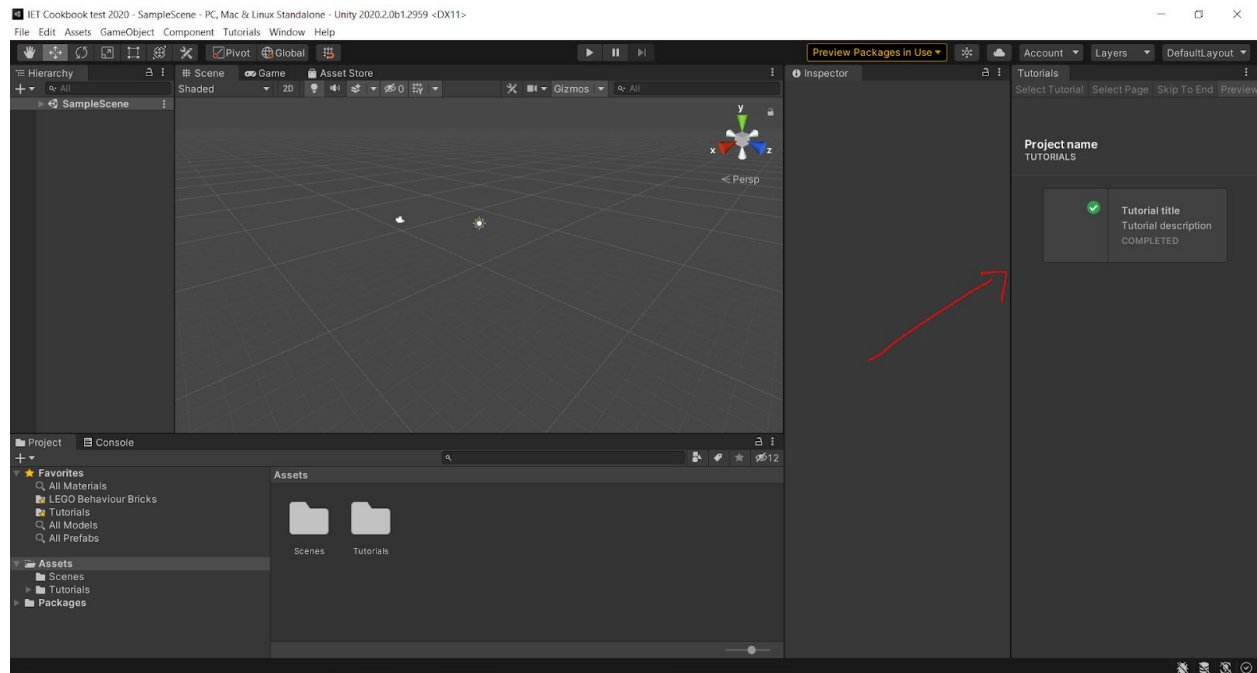 IET Cookbook test 2020 - SampleScene - PC, Mac & Linux Standalone - Unity 2020.2.0b1.2959 <DX11>
File Edit Assets GameObject Component Tutorials Window Help
Pivot Global Preview Packages in Use Account Layers DefaultLayout
Hierarchy
All
SampleScene
Scene Game Asset Store
Shaded 2D 0 Gizmos All
y
x z
Persp
Inspector
Tutorials
Select Tutorial Select Page Skip To End Preview
Project name
TUTORIALS
Tutorial title
Tutorial description
COMPLETED
Project Console
12
Favorites
All Materials
LEGO Behaviour Bricks
Tutorials
All Models
All Prefabs
Assets
Scenes
Tutorials
Packages
Assets
Scenes Tutorials